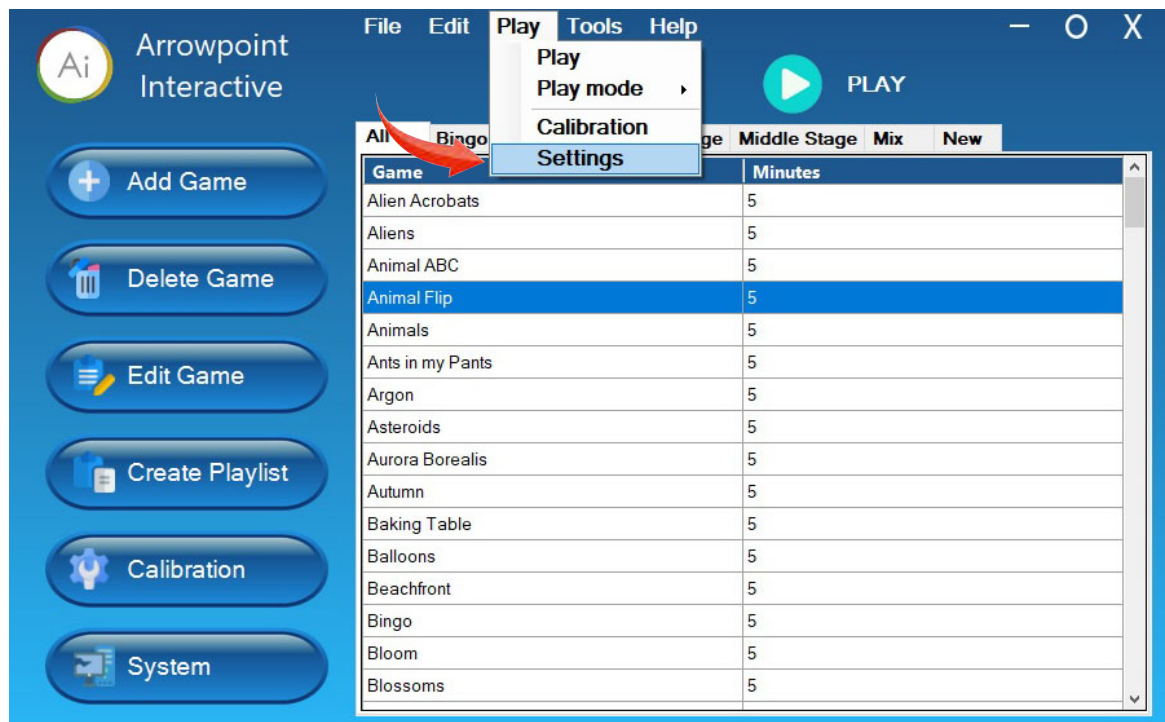 Ai
Arrowpoint
Interactive
File Edit Play Tools Help
— O X
Play
Play mode
Calibration
Settings
PLAY
All Bingo ge Middle Stage Mix New
Add Game
Delete Game
Edit Game
Create Playlist
Calibration
System
Game Minutes
Alien Acrobats 5
Aliens 5
Animal ABC 5
Animal Flip 5
Animals 5
Ants in my Pants 5
Argon 5
Asteroids 5
Aurora Borealis 5
Autumn 5
Baking Table 5
Balloons 5
Beachfront 5
Bingo 5
Bloom 5
Blossoms 5